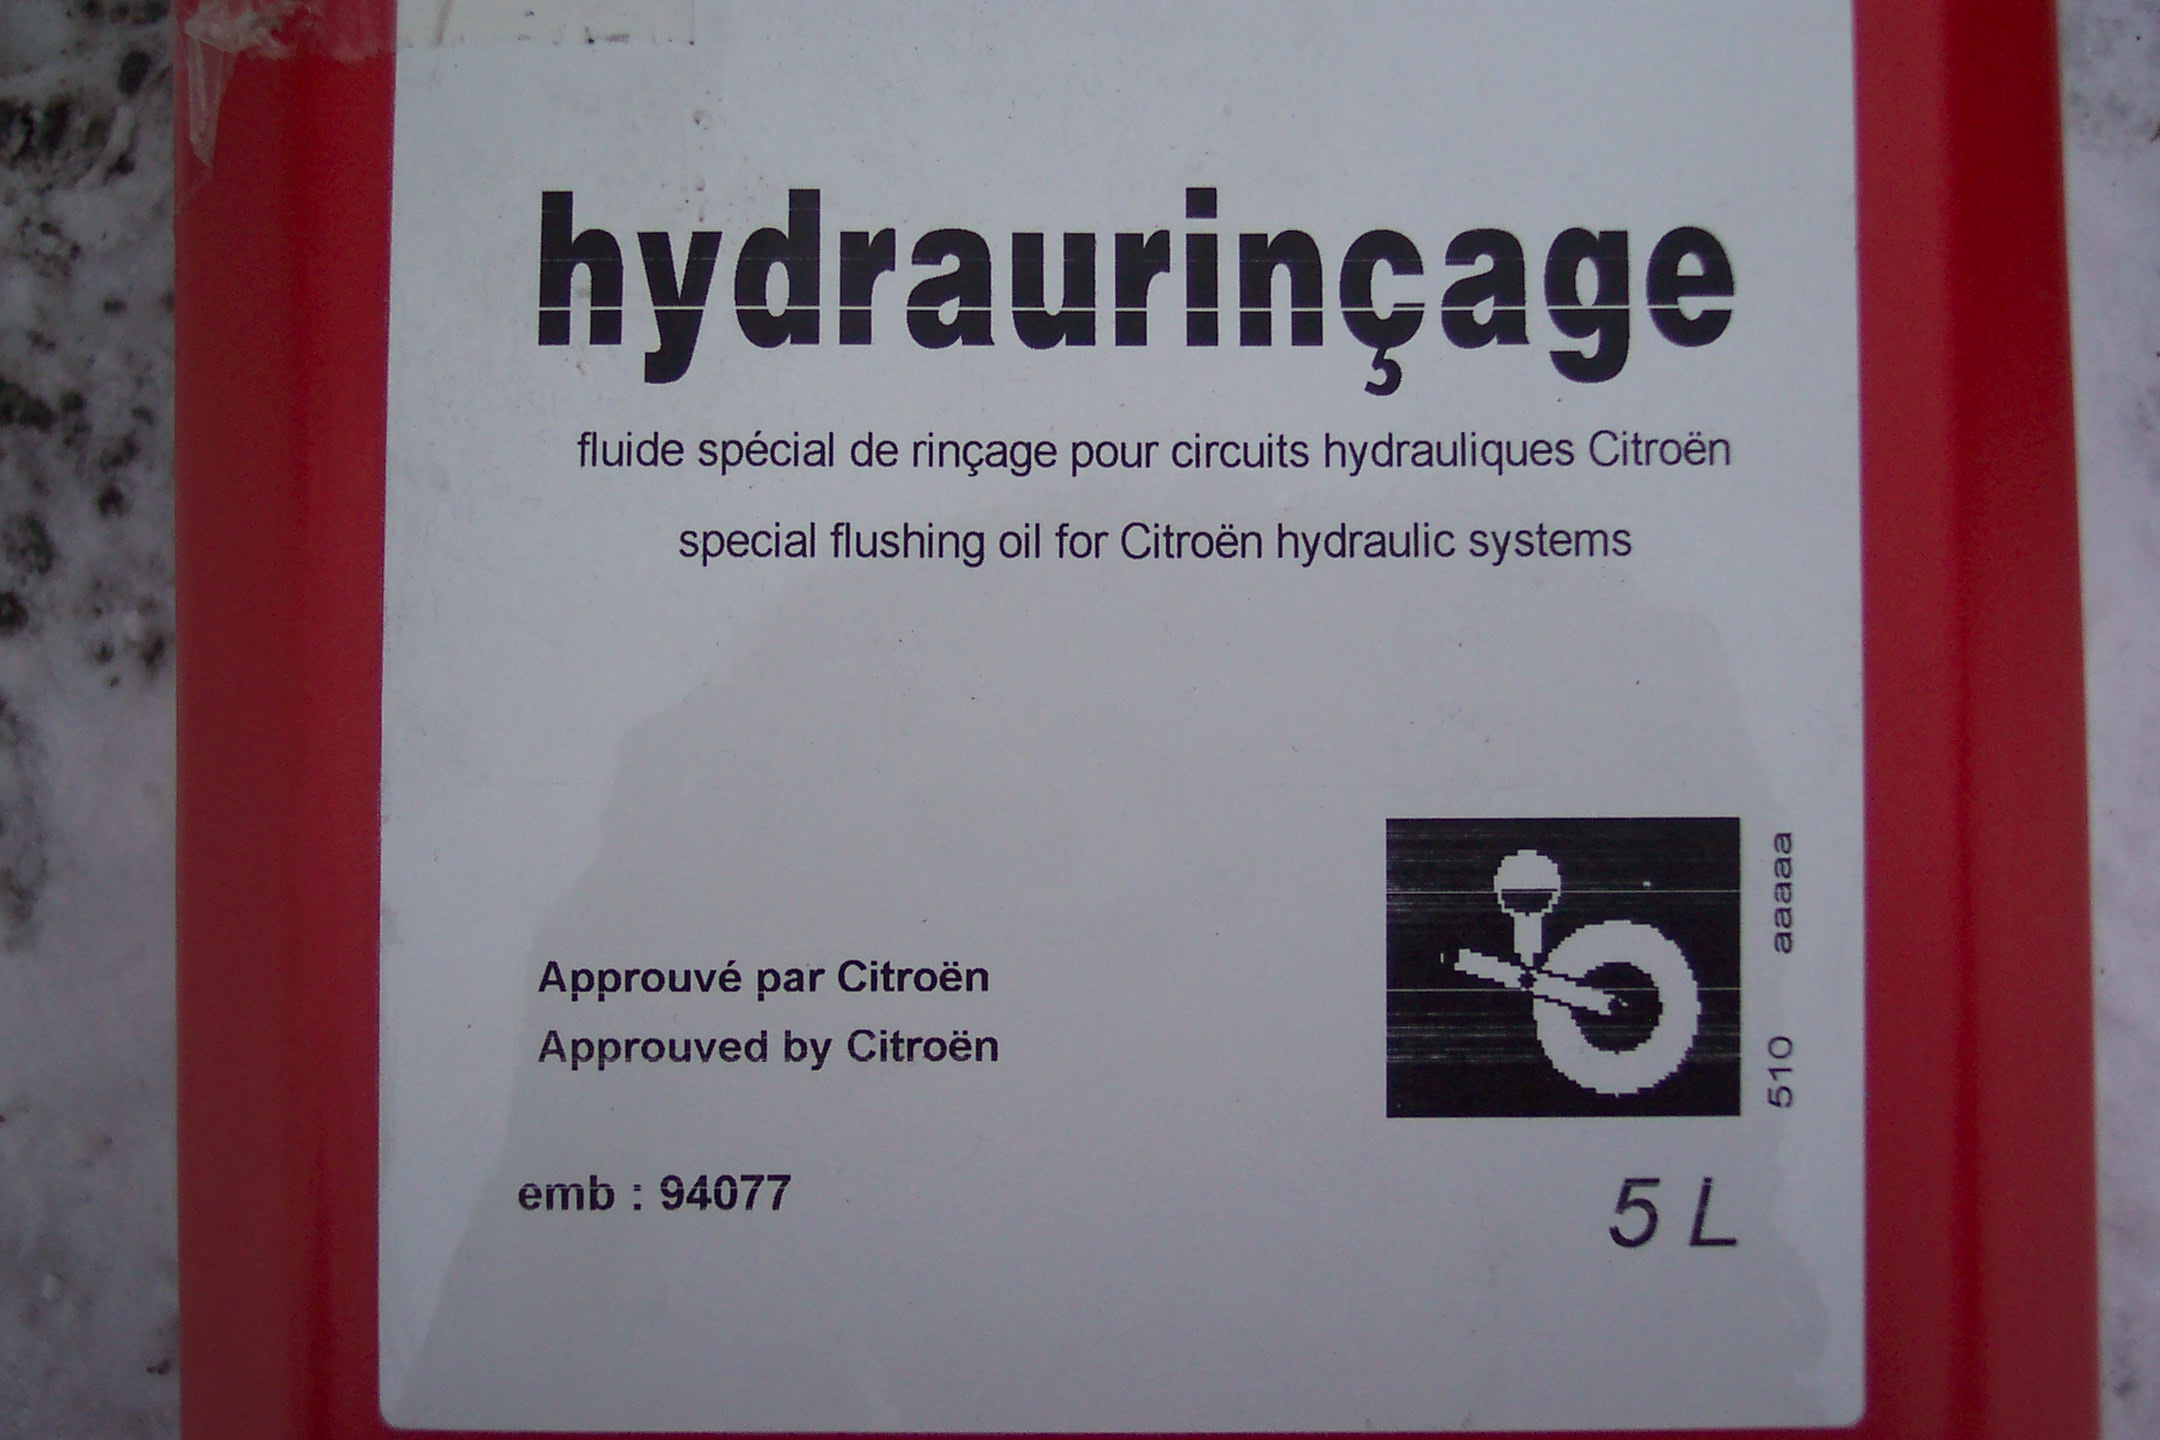 hydraurinçage
fluide spécial de rinçage pour circuits hydrauliques Citroën
special flushing oil for Citroën hydraulic systems
Approuvé par Citroën
Approuved by Citroën
emb : 94077
510 aaaaa
5 L